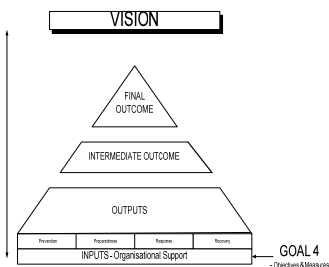 VISION
FINAL
OUTCOME
INTERMEDIATE OUTCOME
OUTPUTS
Prevention Preparedness Response Recovery
INPUTS - Organisational Support
GOAL 4
- Objectives & Measures